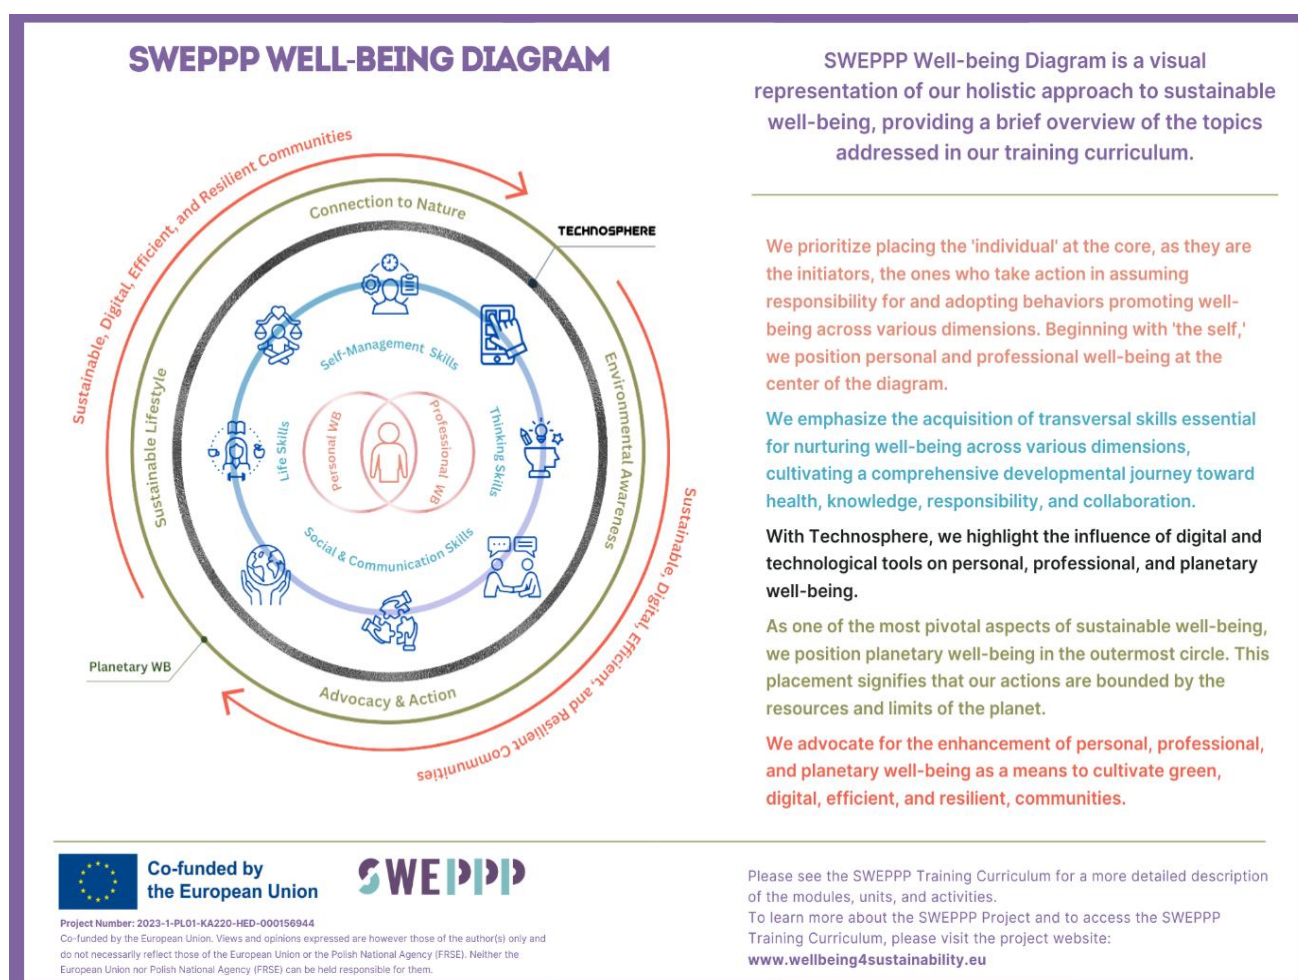 SWEPPP WELL-BEING DIAGRAM
Sustainable, Digital, Efficient, and Resilient Communities
Connection to Nature
TECHNOSPHERE
Self-Management Skills
Environmental Awareness
Sustainable Lifestyle
Life Skills
Personal WB
Professional WB
Thinking Skills
Social & Communication Skills
Sustainable, Digital, Efficient, and Resilient Communities
Planetary WB
Advocacy & Action
SWEPPP Well-being Diagram is a visual
representation of our holistic approach to sustainable
well-being, providing a brief overview of the topics
addressed in our training curriculum.
We prioritize placing the 'individual' at the core, as they are
the initiators, the ones who take action in assuming
responsibility for and adopting behaviors promoting well-
being across various dimensions. Beginning with 'the self,'
we position personal and professional well-being at the
center of the diagram.
We emphasize the acquisition of transversal skills essential
for nurturing well-being across various dimensions,
cultivating a comprehensive developmental journey toward
health, knowledge, responsibility, and collaboration.
With Technosphere, we highlight the influence of digital and
technological tools on personal, professional, and planetary
well-being.
As one of the most pivotal aspects of sustainable well-being,
we position planetary well-being in the outermost circle. This
placement signifies that our actions are bounded by the
resources and limits of the planet.
We advocate for the enhancement of personal, professional,
and planetary well-being as a means to cultivate green,
digital, efficient, and resilient, communities.
Co-funded by
the European Union
SWEPPP
Project Number: 2023-1-PL01-KA220-HED-000156944
Co-funded by the European Union. Views and opinions expressed are however those of the author(s) only and
do not necessarily reflect those of the European Union or the Polish National Agency (FRSE). Neither the
European Union nor Polish National Agency (FRSE) can be held responsible for them.
Please see the SWEPPP Training Curriculum for a more detailed description
of the modules, units, and activities.
To learn more about the SWEPPP Project and to access the SWEPPP
Training Curriculum, please visit the project website:
www.wellbeing4sustainability.eu